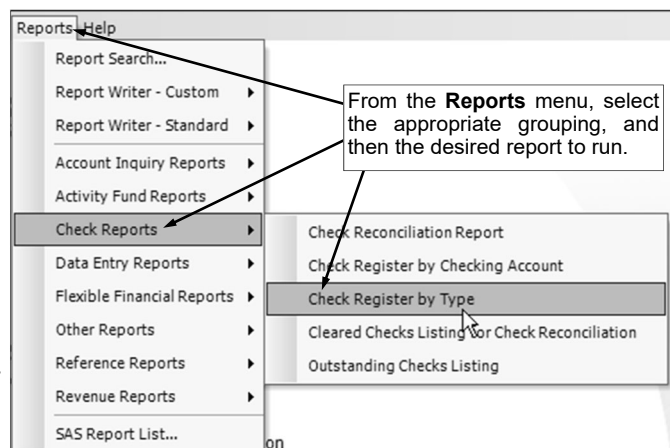 Reports Help
Report Search...
Report Writer - Custom
Report Writer - Standard
Account Inquiry Reports
Activity Fund Reports
Check Reports
Data Entry Reports
Flexible Financial Reports
Other Reports
Reference Reports
Revenue Reports
SAS Report List...
From the Reports menu, select
the appropriate grouping, and
then the desired report to run.
Check Reconciliation Report
Check Register by Checking Account
Check Register by Type
Cleared Checks Listing for Check Reconciliation
Outstanding Checks Listing
on